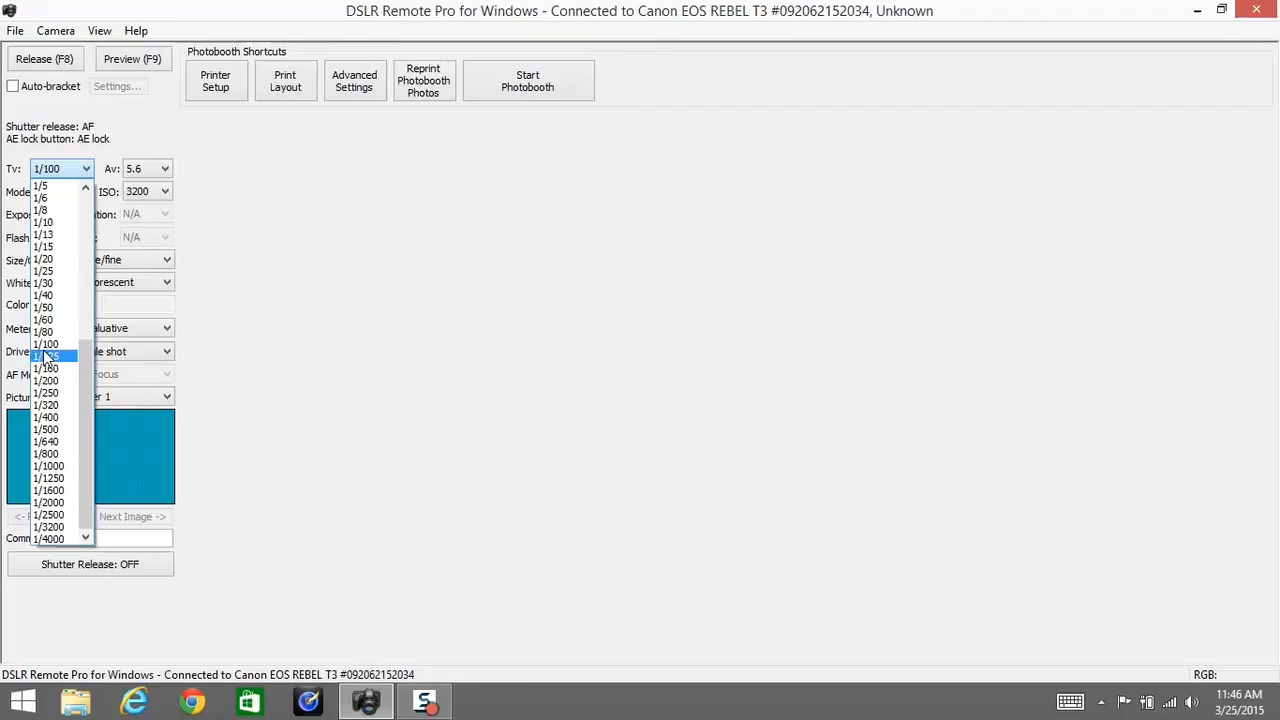 DSLR Remote Pro for Windows - Connected to Canon EOS REBEL T3 #092062152034, Unknown
File Camera View Help
Release (F8) Preview (F9)
Photobooth Shortcuts
Printer Setup
Print Layout
Advanced Settings
Reprint Photobooth Photos
Start Photobooth
Auto-bracket Settings...
Shutter release: AF
AE lock button: AE lock
Tv: 1/100 Av: 5.6
1/5
Mode ISO: 3200
1/6
1/8
1/10
N/A
1/13
N/A
1/15
1/20
e/fine
1/25
1/30
1/40
Color
1/50
1/60
1/80
1/100
Drive
1/160
1/200
1/250
1/320
1/400
1/500
1/640
1/800
1/1000
1/1250
1/1600
1/2000
1/2500
1/3200
1/4000
Next Image ->
Shutter Release: OFF
DSLR Remote Pro for Windows - Connected to Canon EOS REBEL T3 #092062152034
RGB:
11:46 AM
3/25/2015